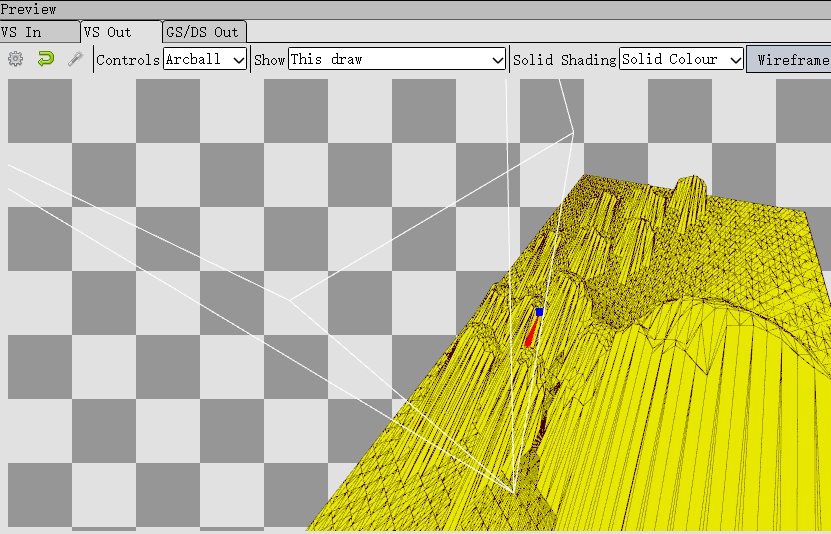 Preview
VS In VS Out GS/DS Out
Controls Arcball Show This draw Solid Shading Solid Colour Wireframe